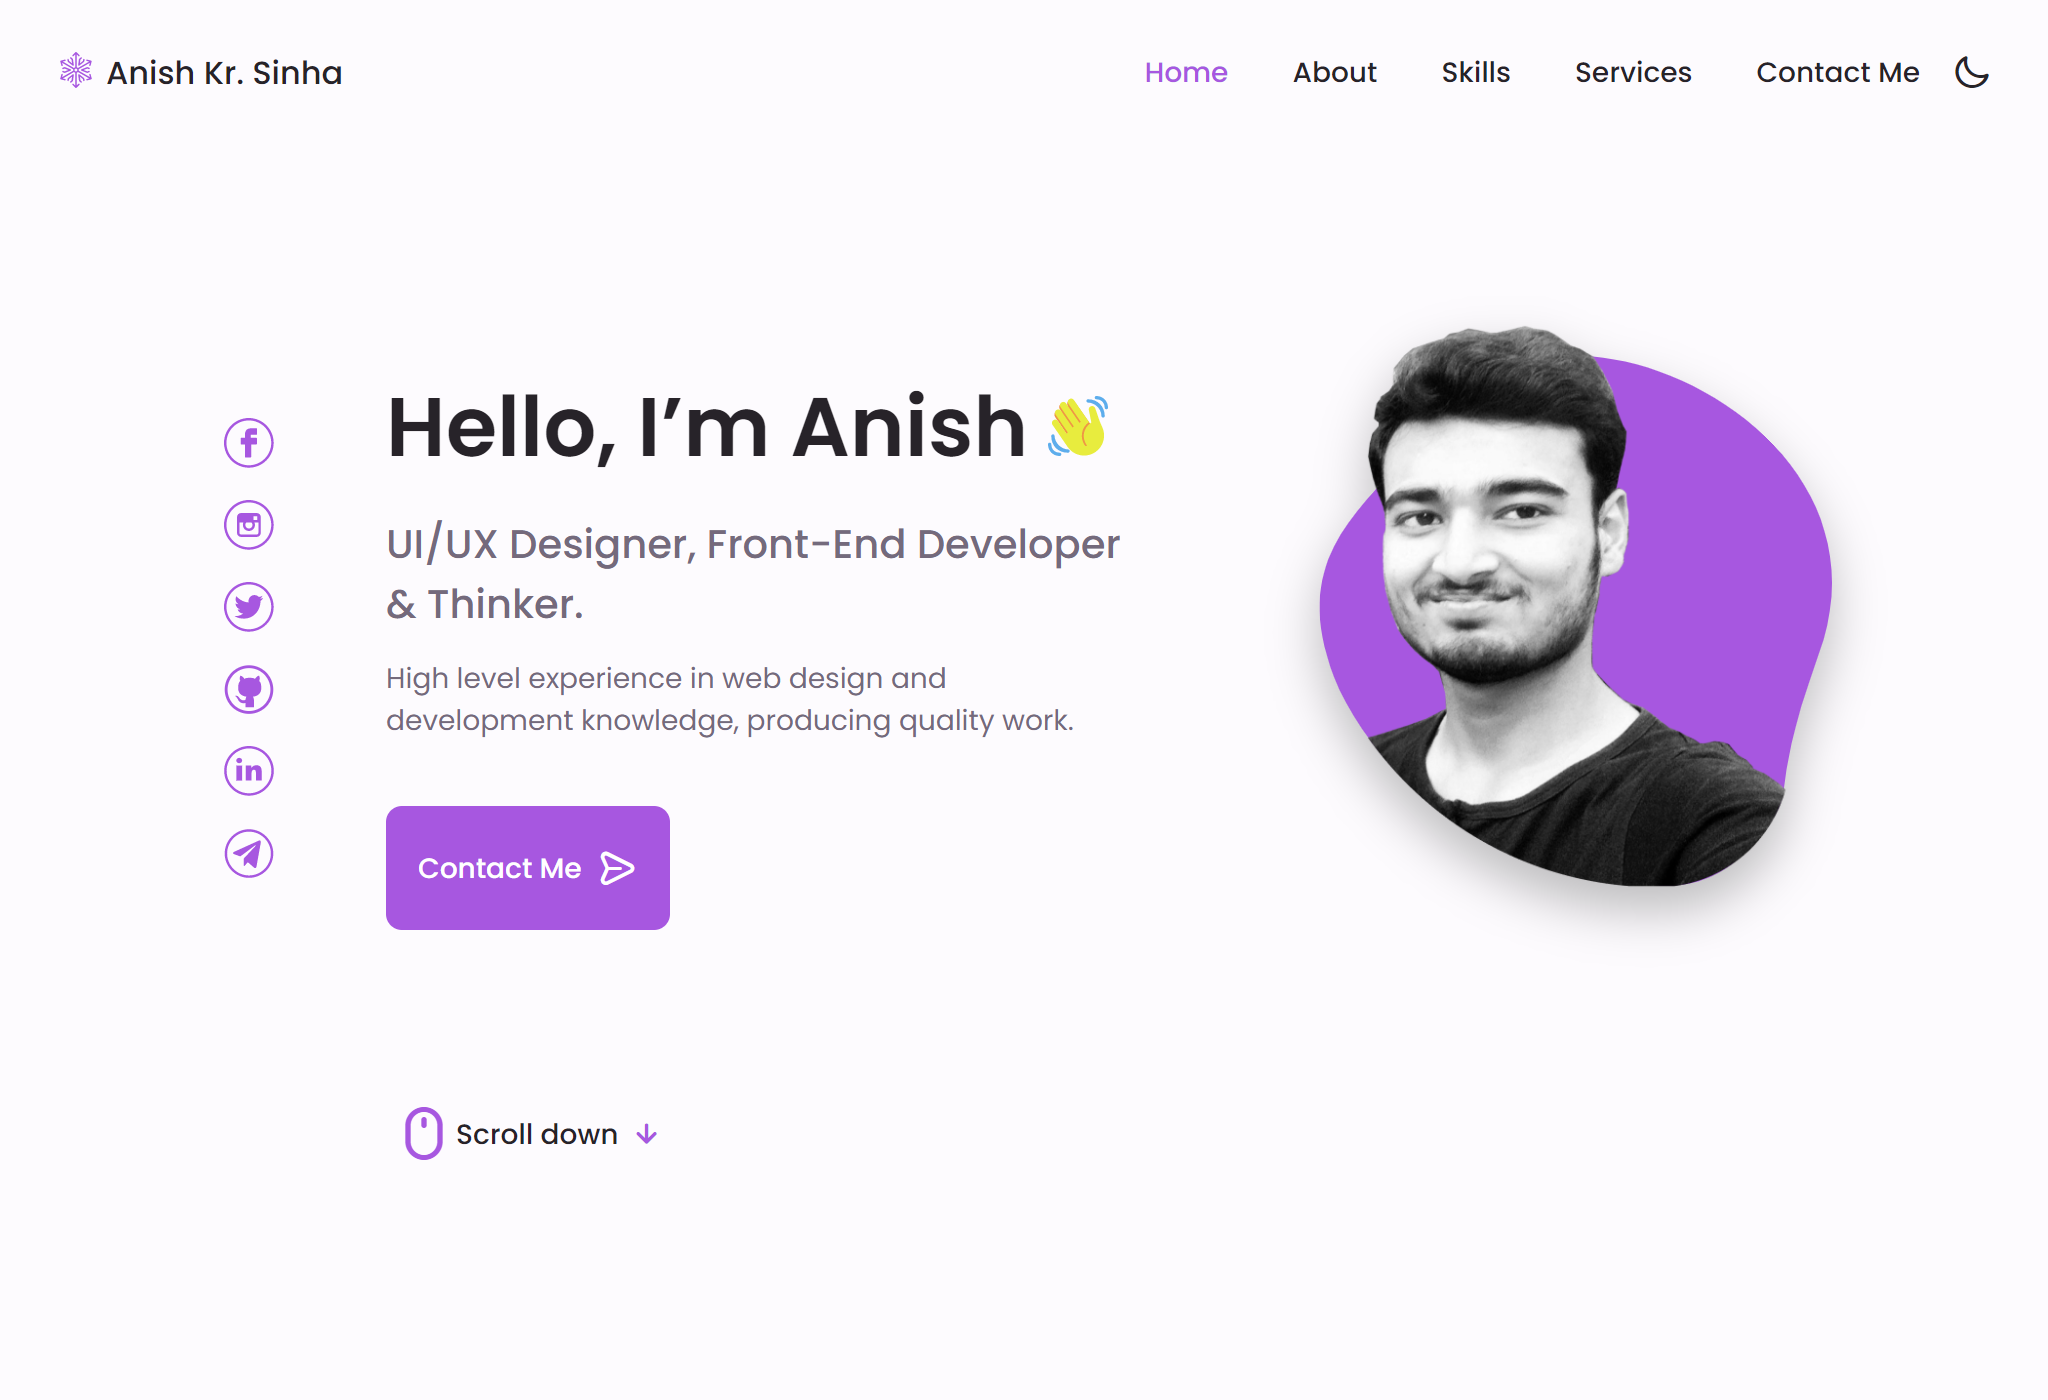 Anish Kr. Sinha
Home
About
Skills
Services
Contact Me
Hello, I’m Anish 👋
UI/UX Designer, Front-End Developer
& Thinker.
High level experience in web design and
development knowledge, producing quality work.
Contact Me
Scroll down